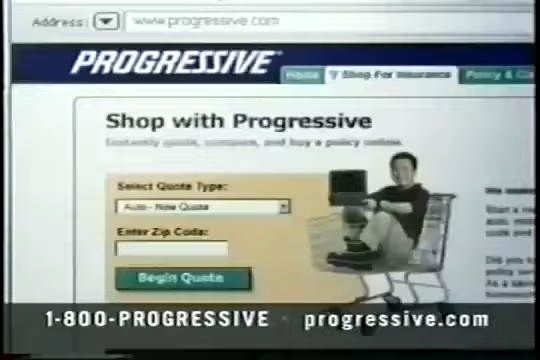 Address: www.progressive.com
PROGRESSIVE
Home Shop For Insurance Policy &
Shop with Progressive
Instantly quote, compare, and buy a policy online.
Select Quote Type:
Auto - New Quote
Enter Zip Code:
Begin Quote
1-800-PROGRESSIVE · progressive.com